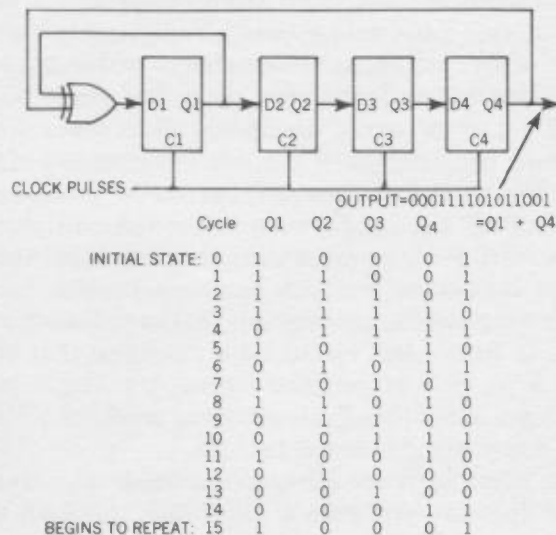 D1 Q1 D2 Q2 D3 Q3 D4 Q4
C1 C2 C3 C4
CLOCK PULSES
OUTPUT=000111101011001
Cycle Q1 Q2 Q3 Q4 =Q1 + Q4
INITIAL STATE: 0 1 0 0 0 1
1 1 1 0 0 1
2 1 1 1 0 1
3 1 1 1 1 0
4 0 1 1 1 1
5 1 0 1 1 0
6 0 1 0 1 1
7 1 0 1 0 1
8 1 1 0 1 0
9 0 1 1 0 0
10 0 0 1 1 1
11 1 0 0 1 0
12 0 1 0 0 0
13 0 0 1 0 0
14 0 0 0 1 1
BEGINS TO REPEAT: 15 1 0 0 0 1